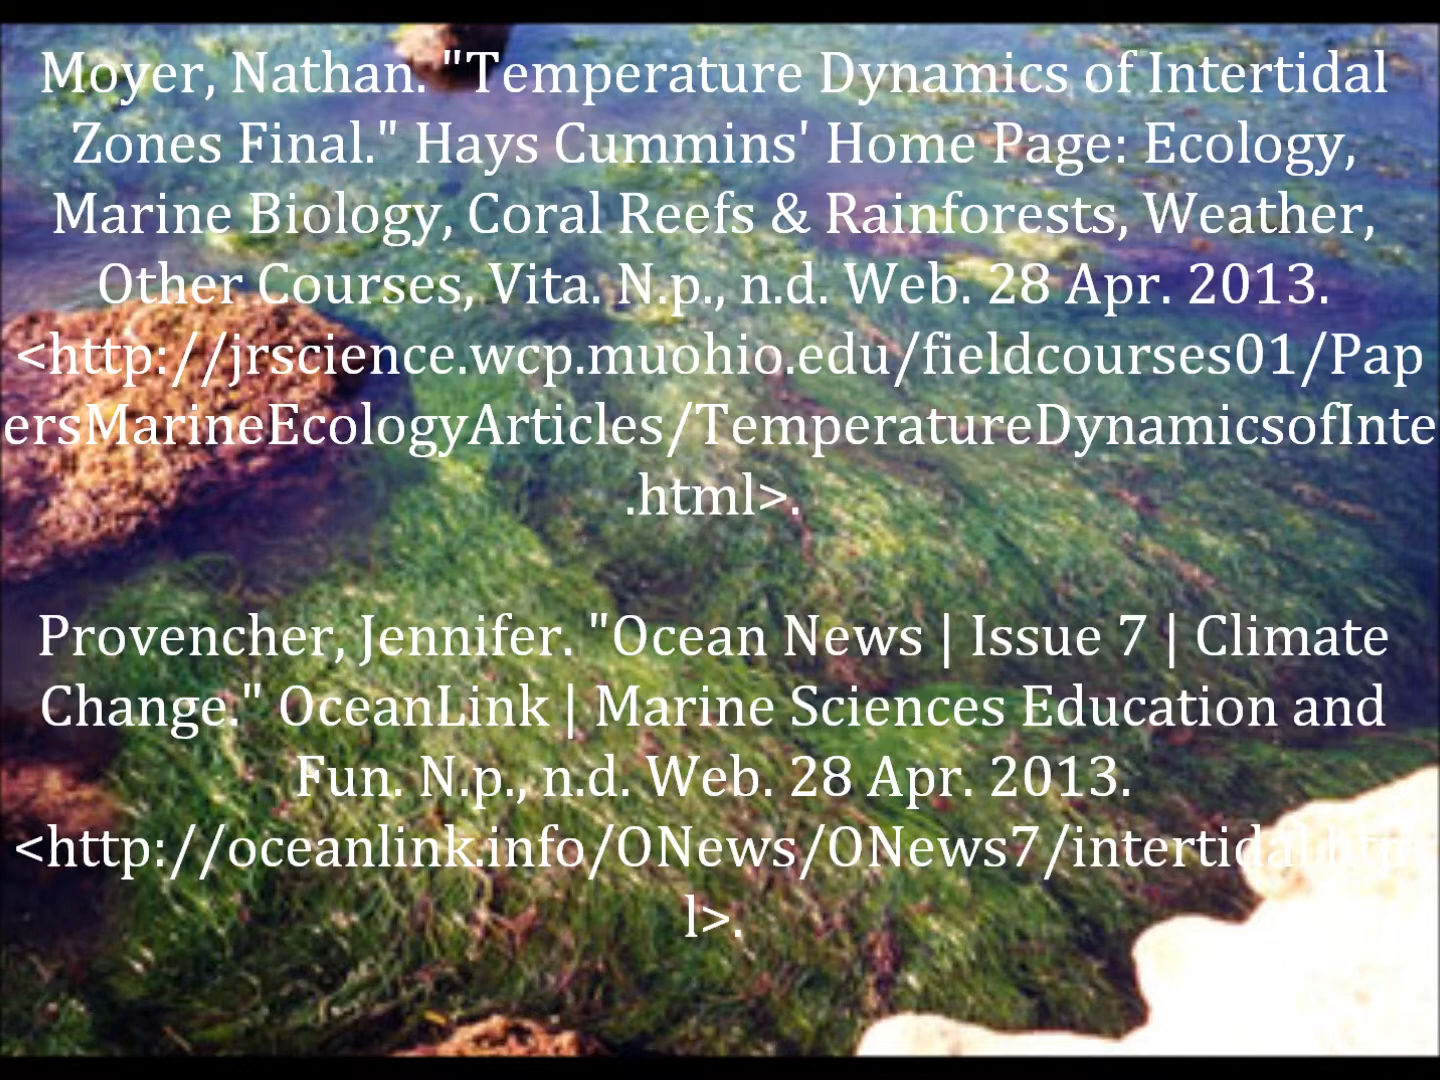 Moyer, Nathan. "Temperature Dynamics of Intertidal
Zones Final." Hays Cummins' Home Page: Ecology,
Marine Biology, Coral Reefs & Rainforests, Weather,
Other Courses, Vita. N.p., n.d. Web. 28 Apr. 2013.
<http://jrscience.wcp.muohio.edu/fieldcourses01/Pap
ersMarineEcologyArticles/TemperatureDynamicsofInte
.html>.
Provencher, Jennifer. "Ocean News | Issue 7 | Climate
Change." OceanLink | Marine Sciences Education and
Fun. N.p., n.d. Web. 28 Apr. 2013.
<http://oceanlink.info/ONews/ONews7/intertidal.htm
l>.